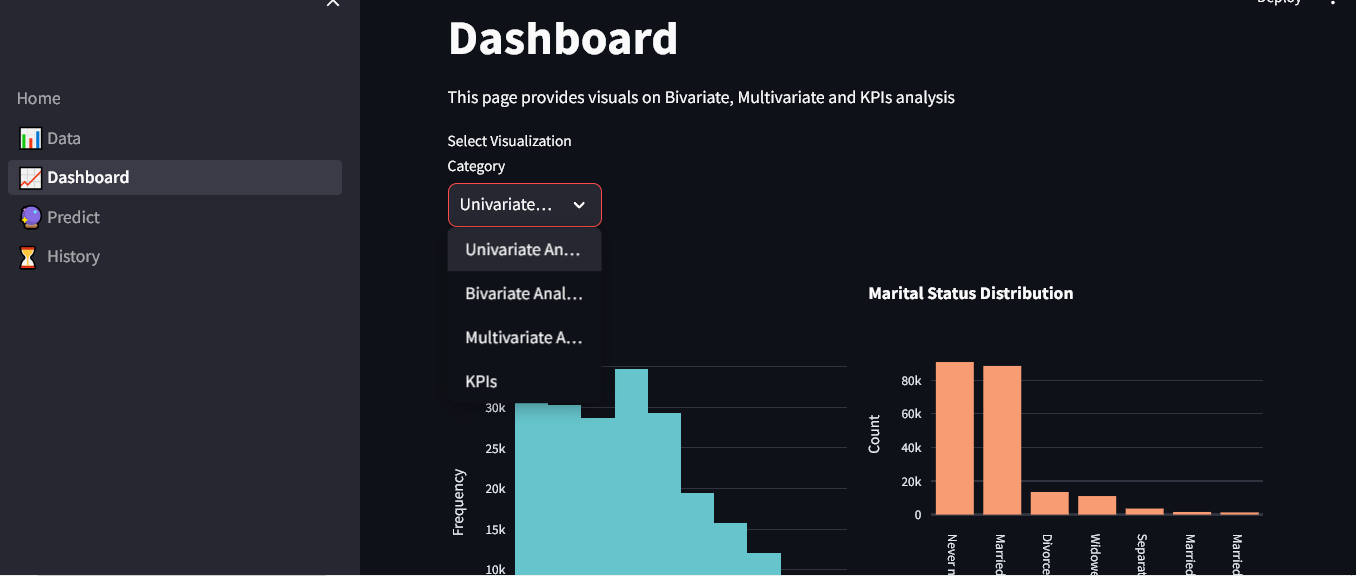 Deploy
Home
Data
Dashboard
Predict
History
Dashboard
This page provides visuals on Bivariate, Multivariate and KPIs analysis
Select Visualization
Category
Univariate...
Univariate An...
Bivariate Anal...
Multivariate A...
KPIs
30k
25k
20k
15k
10k
Frequency
Marital Status Distribution
80k
60k
40k
20k
0
Count
Never n
Married
Divorce
Widowe
Separat
Married
Married